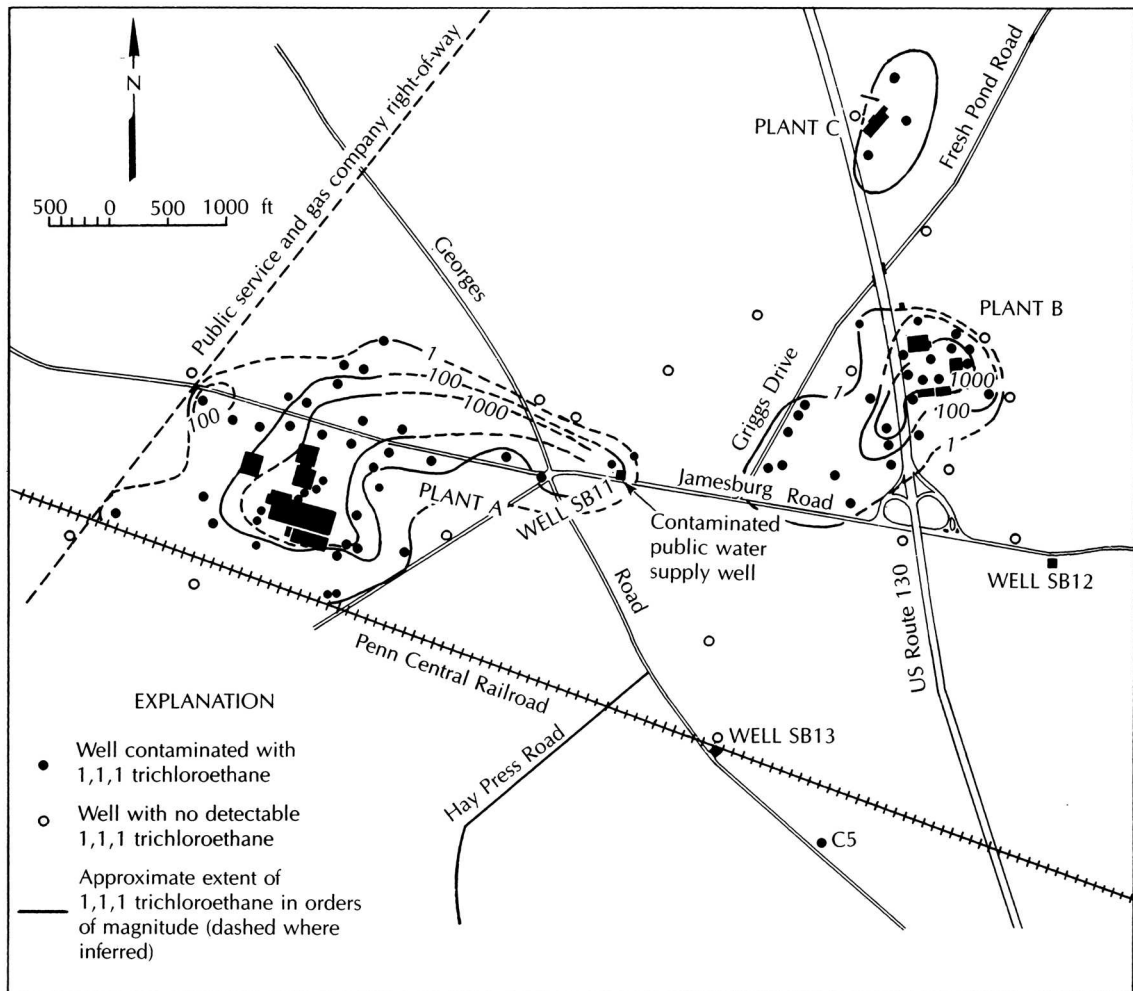 N
500 0 500 1000 ft
Public service and gas company right-of-way
Georges
Road
Fresh Pond Road
PLANT C
PLANT B
Griggs Drive
1
100
1000
100
1
1000
100
1
PLANT A
WELL SB11
Jamesburg Road
Contaminated
public water
supply well
WELL SB12
US Route 130
Penn Central Railroad
Hay Press Road
WELL SB13
C5
EXPLANATION
Well contaminated with
1,1,1 trichloroethane
Well with no detectable
1,1,1 trichloroethane
Approximate extent of
1,1,1 trichloroethane in orders
of magnitude (dashed where
inferred)